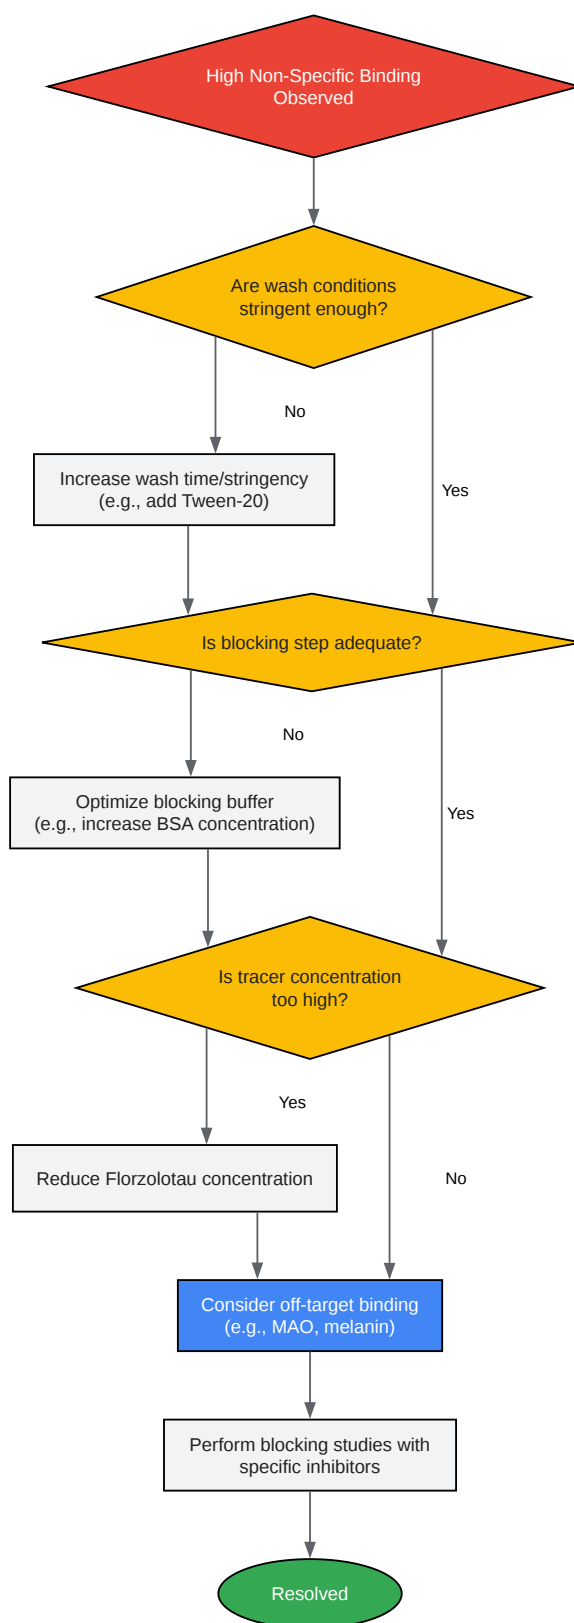 High Non-Specific Binding
Observed
Are wash conditions
stringent enough?
No
Increase wash time/stringency
(e.g., add Tween-20)
Yes
Is blocking step adequate?
No
Optimize blocking buffer
(e.g., increase BSA concentration)
Yes
Is tracer concentration
too high?
Yes
Reduce Florzolotau concentration
No
Consider off-target binding
(e.g., MAO, melanin)
Perform blocking studies with
specific inhibitors
Resolved